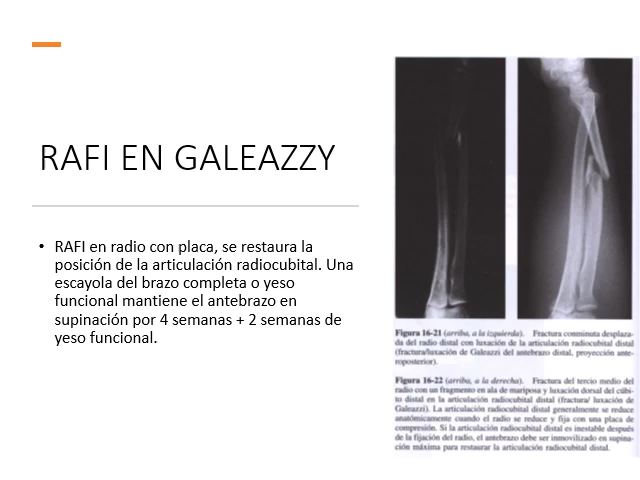 RAFI EN GALEAZZY
• RAFI en radio con placa, se restaura la
posición de la articulación radiocubital. Una
escayola del brazo completa o yeso
funcional mantiene el antebrazo en
supinación por 4 semanas + 2 semanas de
yeso funcional.
Figura 16-21 (arriba, a la izquierda). Fractura conminuta desplaza-
da del radio distal con luxación de la articulación radiocubital distal
(fractura/luxación de Galeazzi del antebrazo distal, proyección ante-
roposterior).
Figura 16-22 (arriba, a la derecha). Fractura del tercio medio del
radio con un fragmento en ala de mariposa y luxación dorsal del cúbi-
to distal en la articulación radiocubital distal (fractura/ luxación de
Galeazzi). La articulación radiocubital distal generalmente se reduce
anatómicamente cuando el radio se reduce y fija con una placa de
compresión. Si la articulación radiocubital distal es inestable después
de la fijación del radio, el antebrazo debe ser inmovilizado en supina-
ción máxima para restaurar la articulación radiocubital distal.